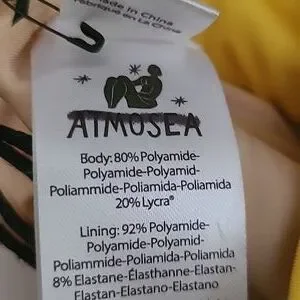 Made in China
Fabriqué en La Chine
ATMOSEA
Body: 80% Polyamide-
Polyamide-Polyamid-
Poliammide-Poliamida-Poliamida
20% Lycra®
Lining: 92% Polyamide-
Polyamide-Polyamid-
Poliammide-Poliamida-Poliamida
8% Elastane-Élasthanne-Elastan-
Elastan-Elastano-Elastano